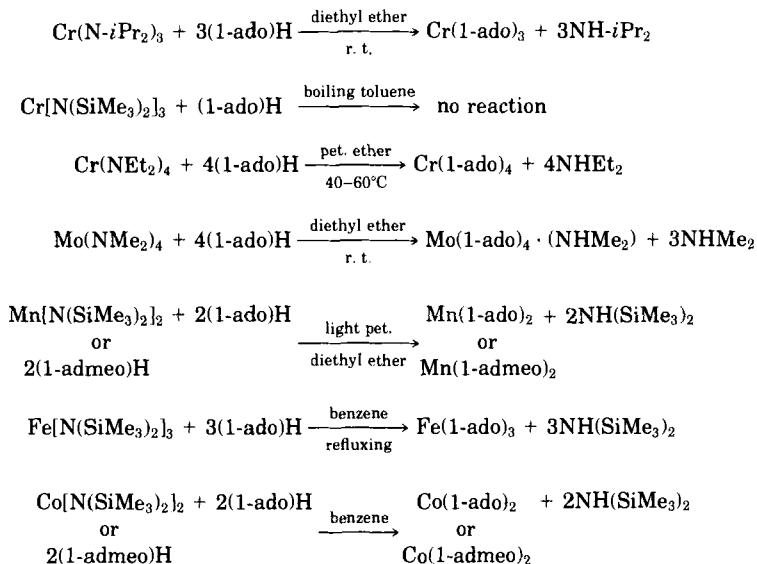 diethyl ether
Cr(N-iPr₂)₃ + 3(1-ado)H ⟶ Cr(1-ado)₃ + 3NH-iPr₂
r. t.
boiling toluene
Cr[N(SiMe₃)₂]₃ + (1-ado)H ⟶ no reaction
pet. ether
Cr(NEt₂)₄ + 4(1-ado)H ⟶ Cr(1-ado)₄ + 4NHEt₂
40–60°C
diethyl ether
Mo(NMe₂)₄ + 4(1-ado)H ⟶ Mo(1-ado)₄ · (NHMe₂) + 3NHMe₂
r. t.
Mn{N(SiMe₃)₂]₂ + 2(1-ado)H Mn(1-ado)₂ + 2NH(SiMe₃)₂
light pet.
or ⟶ or
diethyl ether
2(1-admeo)H Mn(1-admeo)₂
benzene
Fe[N(SiMe₃)₂]₃ + 3(1-ado)H ⟶ Fe(1-ado)₃ + 3NH(SiMe₃)₂
refluxing
Co[N(SiMe₃)₂]₂ + 2(1-ado)H Co(1-ado)₂ + 2NH(SiMe₃)₂
benzene
or ⟶ or
2(1-admeo)H Co(1-admeo)₂